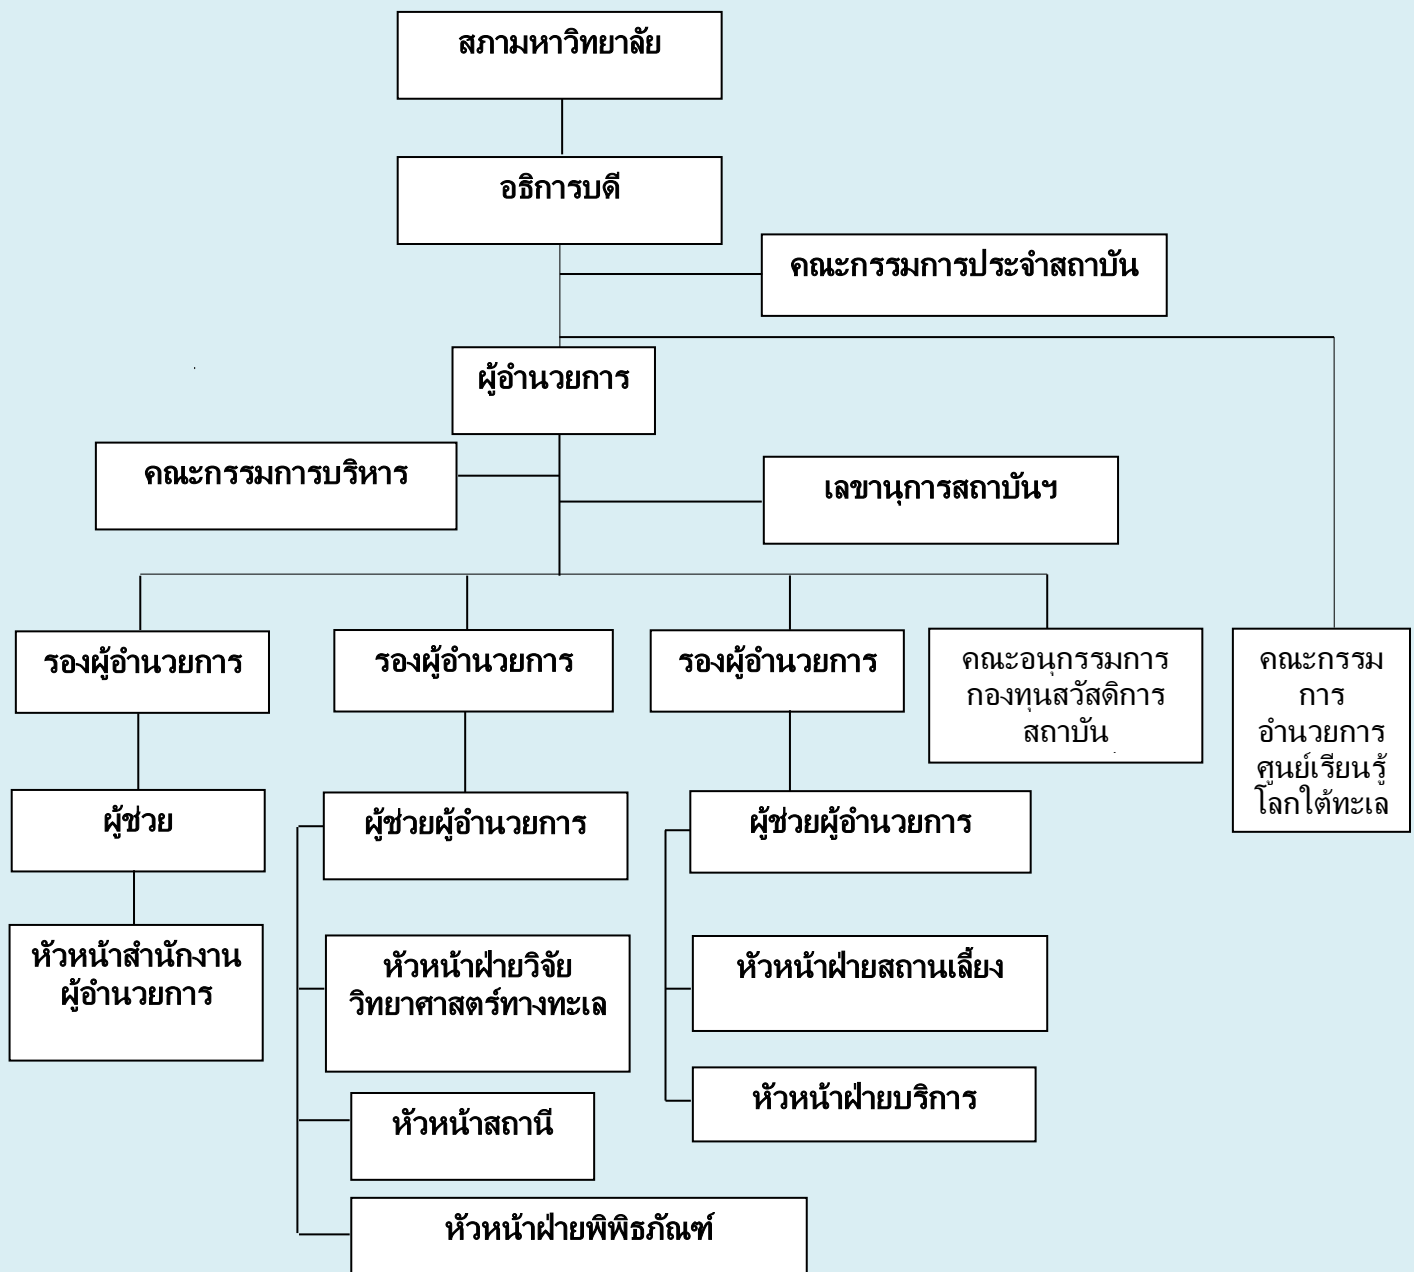 สภามหาวิทยาลัย
อธิการบดี
คณะกรรมการประจำสถาบัน
ผู้อำนวยการ
คณะกรรมการบริหาร
เลขานุการสถาบันฯ
รองผู้อำนวยการ
รองผู้อำนวยการ
รองผู้อำนวยการ
คณะอนุกรรมการ
กองทุนสวัสดิการ
สถาบัน
คณะกรรม
การ
อำนวยการ
ศูนย์เรียนรู้
โลกใต้ทะเล
ผู้ช่วย
ผู้ช่วยผู้อำนวยการ
ผู้ช่วยผู้อำนวยการ
หัวหน้าสำนักงาน
ผู้อำนวยการ
หัวหน้าฝ่ายวิจัย
วิทยาศาสตร์ทางทะเล
หัวหน้าฝ่ายสถานเลี้ยง
หัวหน้าสถานี
หัวหน้าฝ่ายบริการ
หัวหน้าฝ่ายพิพิธภัณฑ์